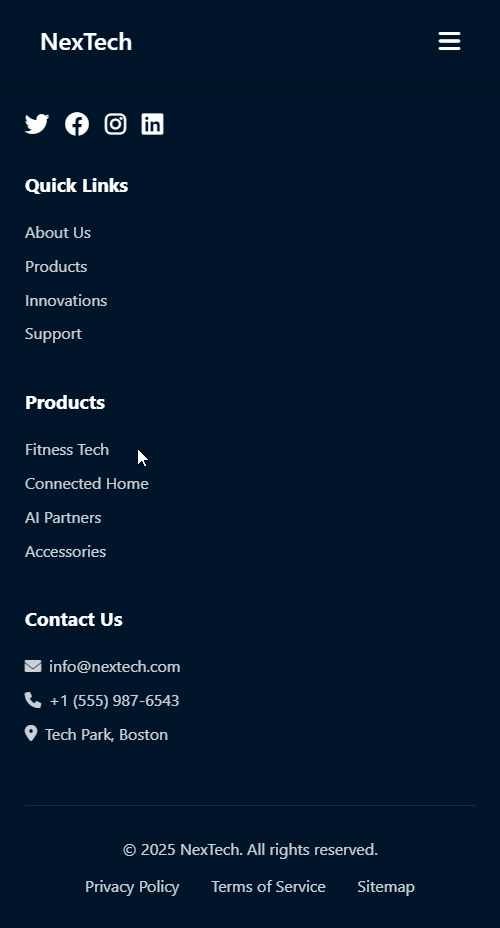 NexTech
Quick Links
About Us
Products
Innovations
Support
Products
Fitness Tech
Connected Home
AI Partners
Accessories
Contact Us
info@nextech.com
+1 (555) 987-6543
Tech Park, Boston
© 2025 NexTech. All rights reserved.
Privacy Policy Terms of Service Sitemap